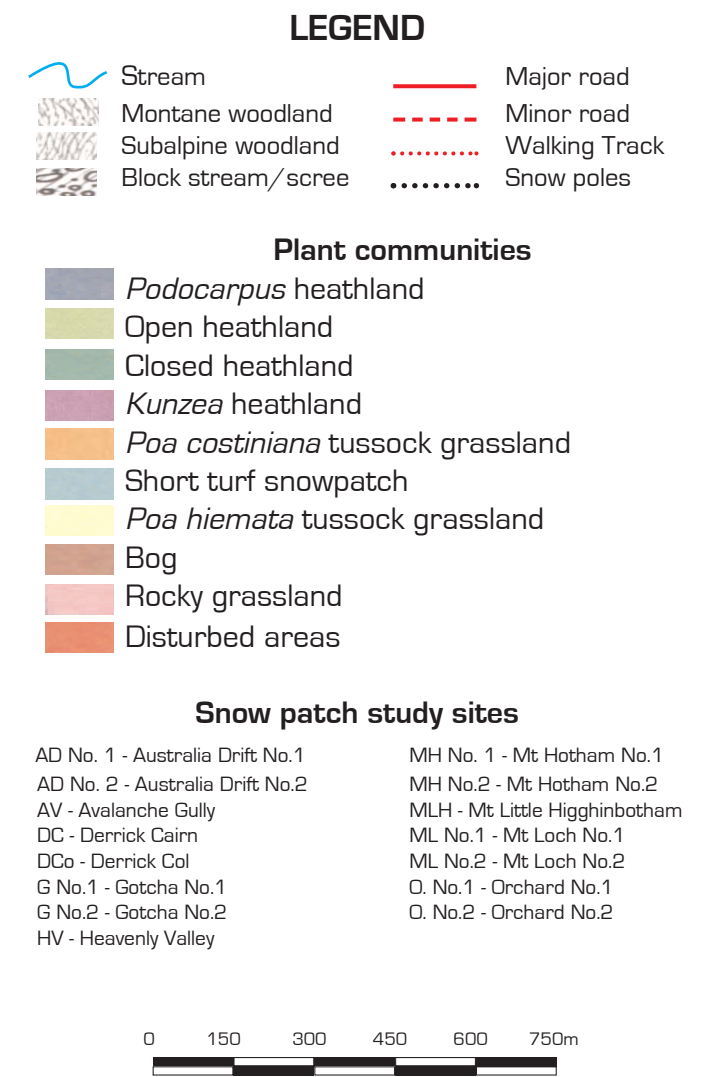 LEGEND
Stream
Major road
Montane woodland
Minor road
Subalpine woodland
Walking Track
Block stream/scree
Snow poles
Plant communities
Podocarpus heathland
Open heathland
Closed heathland
Kunzea heathland
Poa costiniana tussock grassland
Short turf snowpatch
Poa hiemata tussock grassland
Bog
Rocky grassland
Disturbed areas
Snow patch study sites
AD No. 1 - Australia Drift No.1
AD No. 2 - Australia Drift No.2
AV - Avalanche Gully
DC - Derrick Cairn
DCo - Derrick Col
G No.1 - Gotcha No.1
G No.2 - Gotcha No.2
HV - Heavenly Valley
MH No. 1 - Mt Hotham No.1
MH No.2 - Mt Hotham No.2
MLH - Mt Little Higghinbotham
ML No.1 - Mt Loch No.1
ML No.2 - Mt Loch No.2
O. No.1 - Orchard No.1
O. No.2 - Orchard No.2
0 150 300 450 600 750m